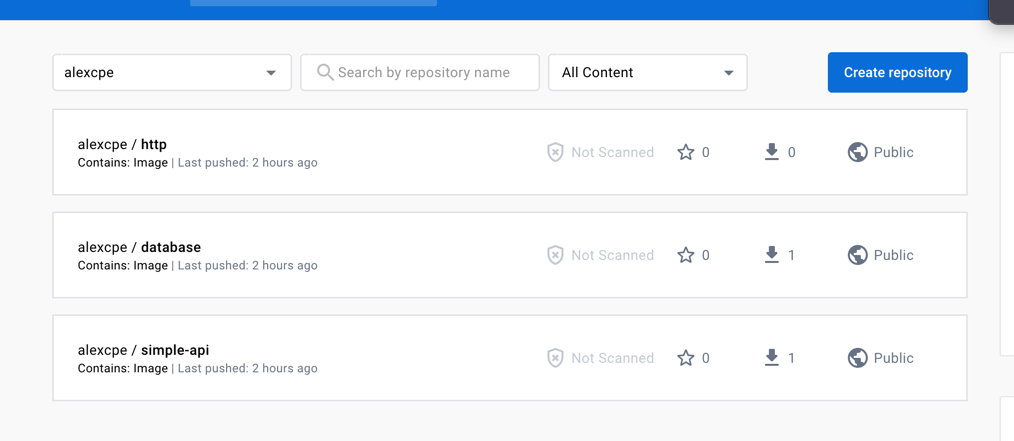 alexcpe
Search by repository name
All Content
Create repository
alexcpe / http
Contains: Image | Last pushed: 2 hours ago
Not Scanned
0
0
Public
alexcpe / database
Contains: Image | Last pushed: 2 hours ago
Not Scanned
0
1
Public
alexcpe / simple-api
Contains: Image | Last pushed: 2 hours ago
Not Scanned
0
1
Public